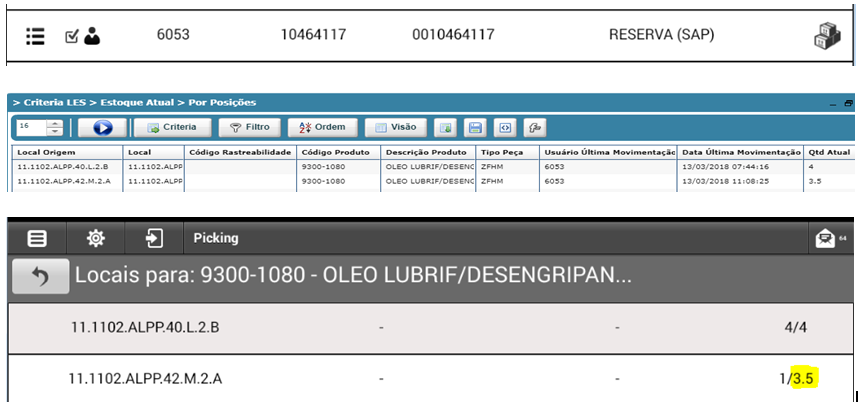 6053 10464117 0010464117 RESERVA (SAP)
> Criteria LES > Estoque Atual > Por Posições
16 Criteria Filtro Ordem Visão
Local Origem Local Código Rastreabilidade Código Produto Descrição Produto Tipo Peça Usuário Última Movimentação Data Última Movimentação Qtd Atual
11.1102.ALPP.40.L.2.B 11.1102.ALPP 9300-1080 OLEO LUBRIF/DESENG ZFHM 6053 13/03/2018 07:44:16 4
11.1102.ALPP.42.M.2.A 11.1102.ALPP 9300-1080 OLEO LUBRIF/DESENG ZFHM 6053 13/03/2018 11:08:25 3.5
Picking 64
Locais para: 9300-1080 - OLEO LUBRIF/DESENGRIPAN...
11.1102.ALPP.40.L.2.B - - 4/4
11.1102.ALPP.42.M.2.A - - 1/3.5